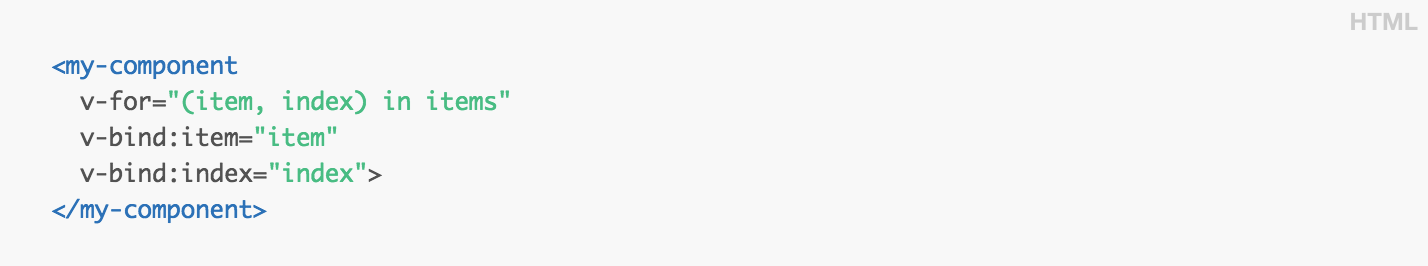 HTML
<my-component
  v-for="(item, index) in items"
  v-bind:item="item"
  v-bind:index="index">
</my-component>